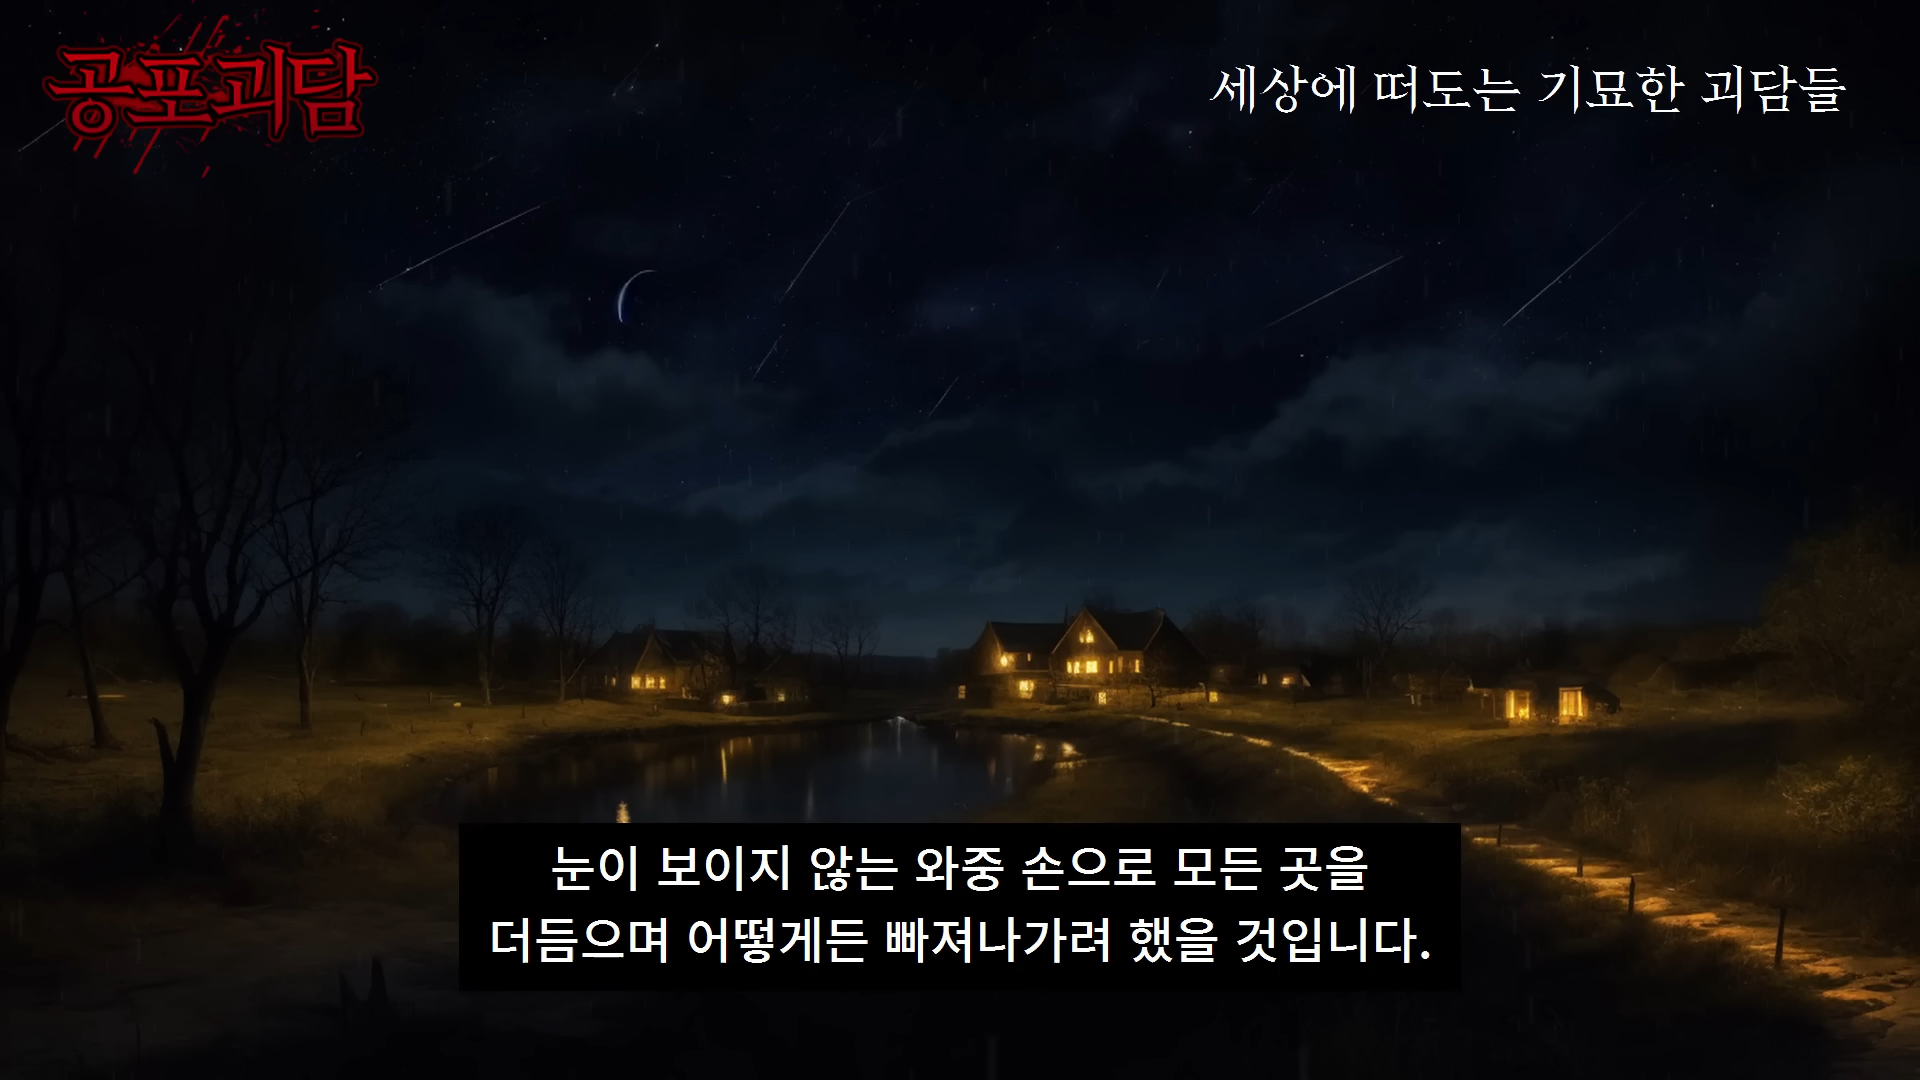 공포괴담
세상에 떠도는 기묘한 괴담들
눈이 보이지 않는 와중 손으로 모든 곳을
더듬으며 어떻게든 빠져나가려 했을 것입니다.